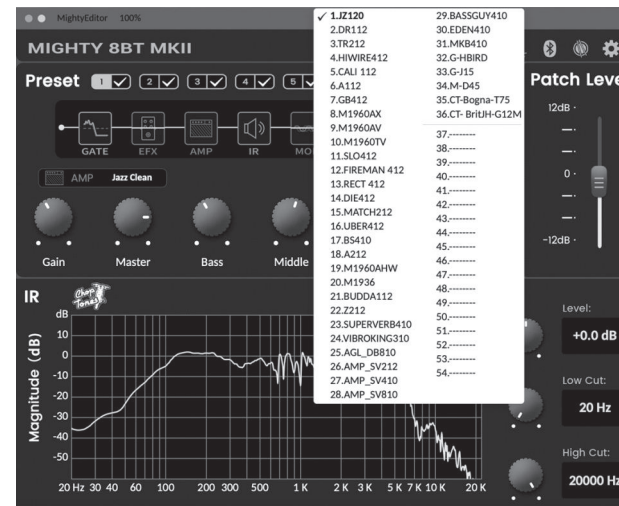 MightyEditor 100%
MIGHTY 8BT MKII
Preset 1 2 3 4 5
GATE EFX AMP IR MO
AMP Jazz Clean
Gain Master Bass Middle
✓ 1.JZ120
2.DR112
3.TR212
4.HIWIRE412
5.CALI 112
6.A112
7.GB412
8.M1960AX
9.M1960AV
10.M1960TV
11.SLO412
12.FIREMAN 412
13.RECT 412
14.DIE412
15.MATCH212
16.UBER412
17.BS410
18.A212
19.M1960AHW
20.M1936
21.BUDDA112
22.Z212
23.SUPERVERB410
24.VIBROKING310
25.AGL_DB810
26.AMP_SV212
27.AMP_SV410
28.AMP_SV810
29.BASSGUY410
30.EDEN410
31.MKB410
32.G-HBIRD
33.G-J15
34.M-D45
35.CT-Bogna-T75
36.CT- BritJH-G12M
37.--------
38.--------
39.--------
40.--------
41.--------
42.--------
43.--------
44.--------
45.--------
46.--------
47.--------
48.--------
49.--------
50.--------
51.--------
52.--------
53.--------
54.--------
Patch Leve
12dB
0
-12dB
IR
Chop Tones
Magnitude (dB)
dB
10
0
-10
-20
-30
-40
-50
20 Hz 30 40 60 100 200 300 500 1 K 2 K 3 K 5 K 7 K 10 K 20 K
Level:
+0.0 dB
Low Cut:
20 Hz
High Cut:
20000 Hz